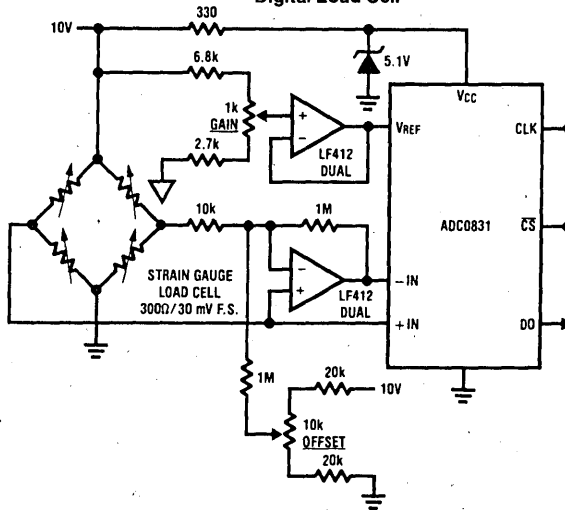 Digital Load Cell
330
10V
6.8k
5.1V
1k
GAIN
VCC
VREF
CLK
2.7k
LF412
DUAL
10k
1M
ADC0831
CS
STRAIN GAUGE
LOAD CELL
300Ω/30 mV F.S.
LF412
DUAL
−IN
+IN
DO
1M
20k
10V
10k
OFFSET
20k